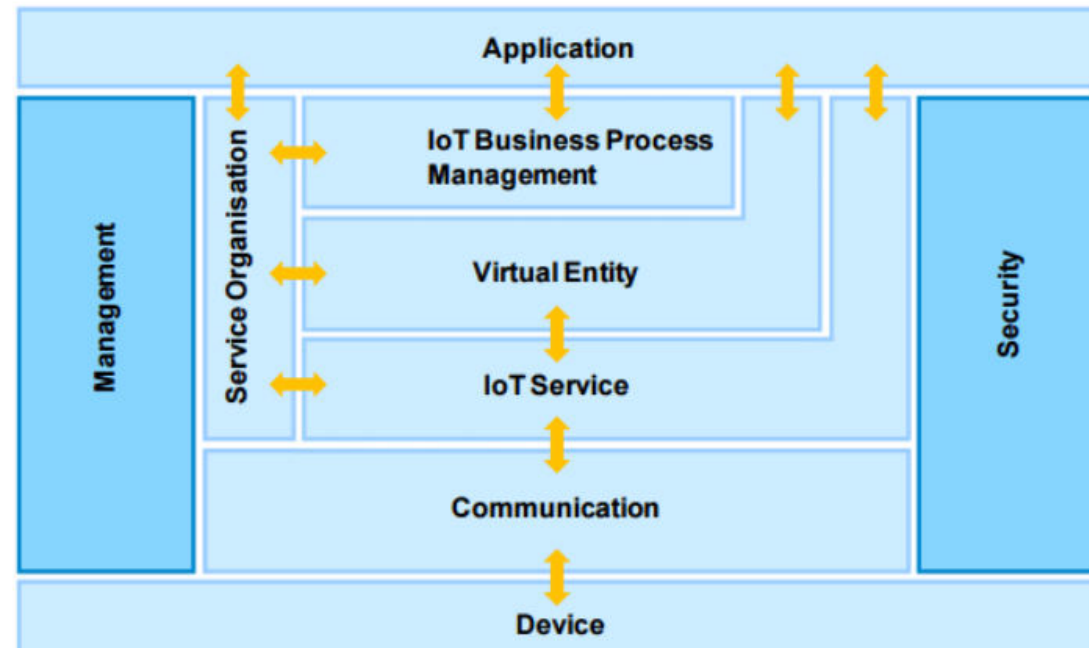 Application
Management
Service Organisation
IoT Business Process
Management
Virtual Entity
IoT Service
Security
Communication
Device